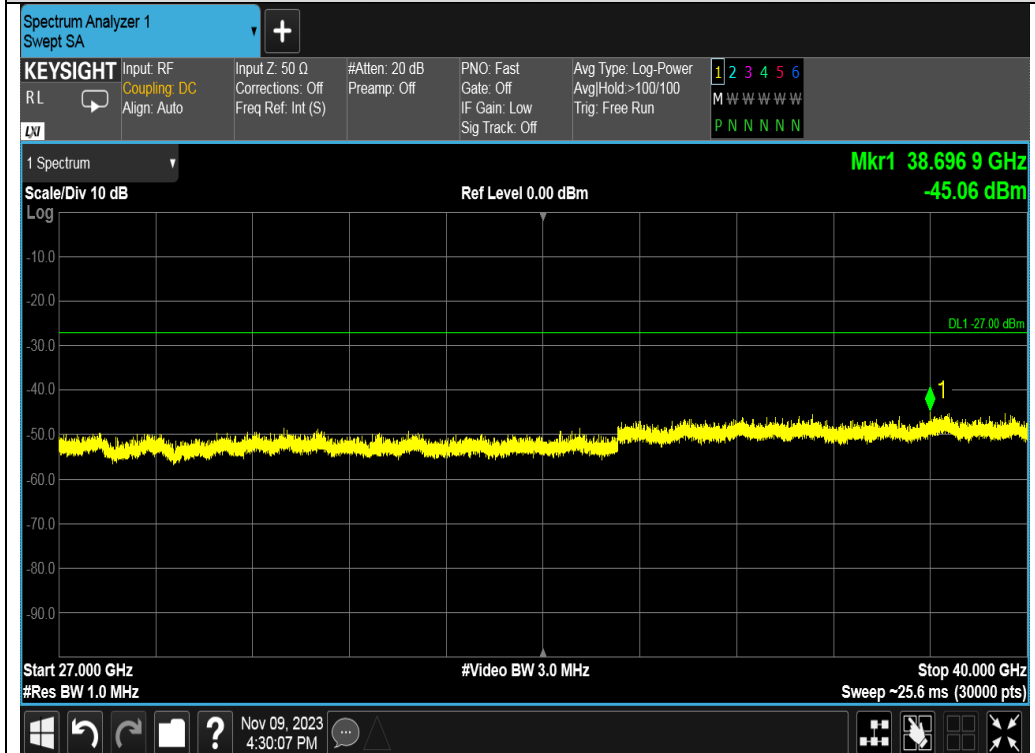 Spectrum Analyzer 1
Swept SA
+
KEYSIGHT
RL
LXI
Input: RF
Coupling: DC
Align: Auto
Input Z: 50 Ω
Corrections: Off
Freq Ref: Int (S)
#Atten: 20 dB
Preamp: Off
PNO: Fast
Gate: Off
IF Gain: Low
Sig Track: Off
Avg Type: Log-Power
Avg|Hold:>100/100
Trig: Free Run
1 2 3 4 5 6
M W W W W W
P N N N N N
1 Spectrum
Mkr1 38.696 9 GHz
-45.06 dBm
Scale/Div 10 dB
Ref Level 0.00 dBm
Log
-10.0
-20.0
DL1 -27.00 dBm
-30.0
-40.0
1
-50.0
-60.0
-70.0
-80.0
-90.0
Start 27.000 GHz
#Video BW 3.0 MHz
Stop 40.000 GHz
#Res BW 1.0 MHz
Sweep ~25.6 ms (30000 pts)
?
Nov 09, 2023
4:30:07 PM